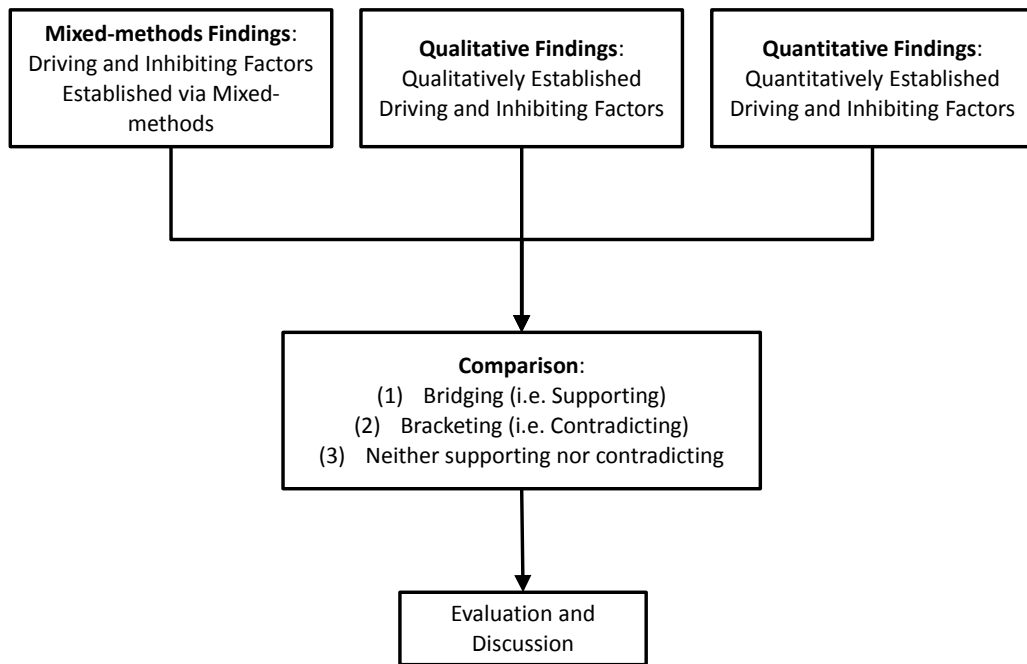 Mixed-methods Findings:
Driving and Inhibiting Factors
Established via Mixed-
methods
Qualitative Findings:
Qualitatively Established
Driving and Inhibiting Factors
Quantitative Findings:
Quantitatively Established
Driving and Inhibiting Factors
Comparison:
(1) Bridging (i.e. Supporting)
(2) Bracketing (i.e. Contradicting)
(3) Neither supporting nor contradicting
Evaluation and
Discussion